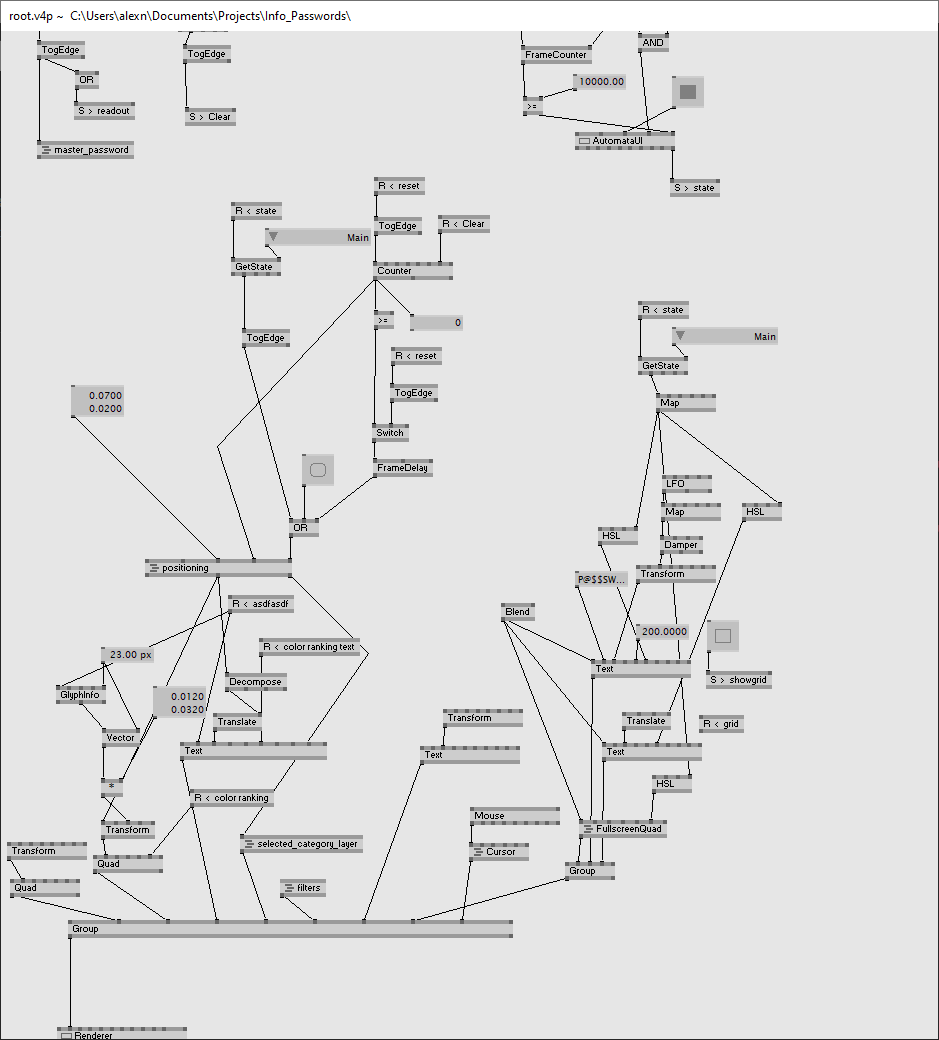 root.v4p ~  C:\Users\alexn\Documents\Projects\Info_Passwords\
TogEdge
TogEdge
FrameCounter
AND
OR
10000.00
S > readout
>=
S > Clear
AutomataUI
master_password
R < reset
S > state
R < state
TogEdge
R < Clear
Main
GetState
Counter
R < state
>=
0
TogEdge
Main
R < reset
GetState
0.0700
0.0200
TogEdge
Map
Switch
FrameDelay
LFO
Map
HSL
OR
HSL
Damper
positioning
Transform
P@$$SW...
R < asdfasdf
Blend
200.0000
R < color ranking text
23.00 px
Text
Decompose
S > showgrid
GlyphInfo
0.0120
0.0320
Transform
Translate
Translate
R < grid
Vector
Text
Text
Text
*
HSL
R < color ranking
Mouse
Transform
FullscreenQuad
selected_category_layer
Transform
Cursor
Quad
Group
Quad
filters
Group
Renderer